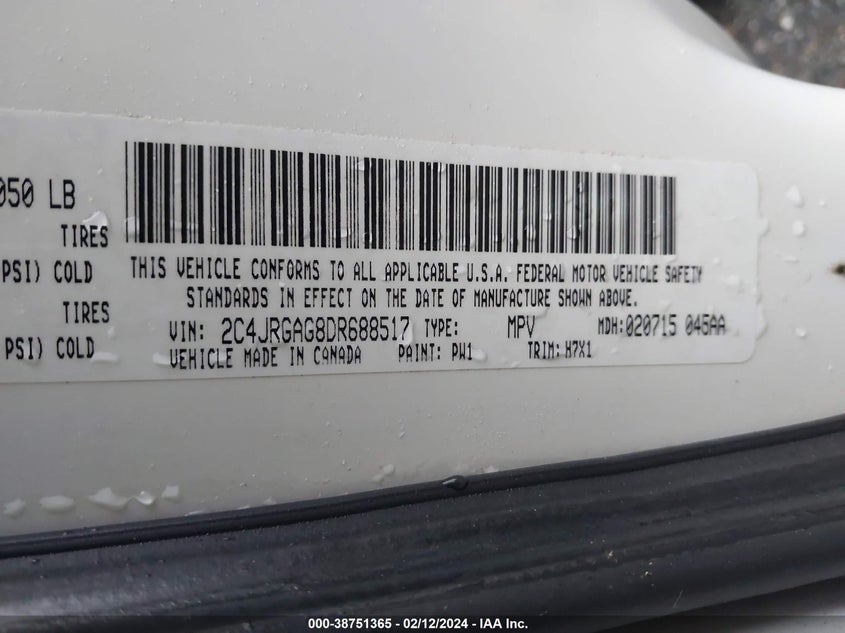 050 LB
TIRES
PSI) COLD
THIS VEHICLE CONFORMS TO ALL APPLICABLE U.S.A. FEDERAL MOTOR VEHICLE SAFETY
STANDARDS IN EFFECT ON THE DATE OF MANUFACTURE SHOWN ABOVE.
TIRES
VIN: 2C4JRGAG8DR688517 TYPE: MPV MDH:020715 045AA
PSI) COLD
VEHICLE MADE IN CANADA PAINT: PW1 TRIM: H7X1
000-38751365 - 02/12/2024 - IAA Inc.